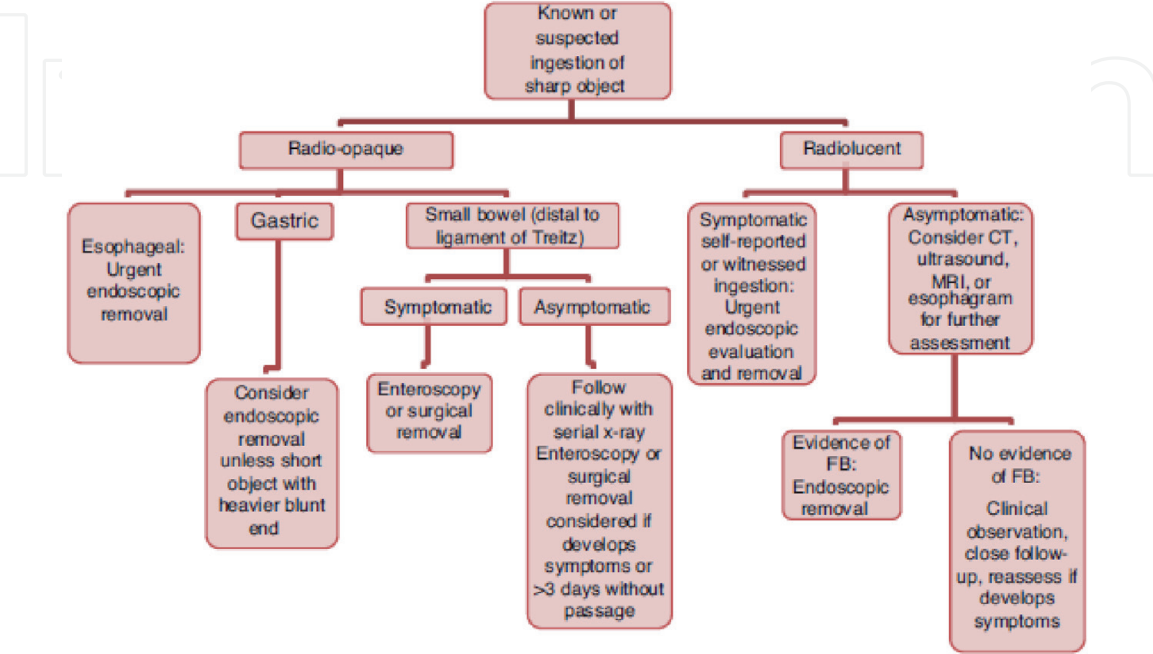 Known or
suspected
ingestion of
sharp object
Radio-opaque
Radiolucent
Esophageal:
Urgent
endoscopic
removal
Gastric
Small bowel (distal to
ligament of Treitz)
Symptomatic
self-reported
or witnessed
ingestion:
Urgent
endoscopic
evaluation
and removal
Asymptomatic:
Consider CT,
ultrasound,
MRI, or
esophagram
for further
assessment
Symptomatic
Asymptomatic
Consider
endoscopic
removal
unless short
object with
heavier blunt
end
Enteroscopy
or surgical
removal
Follow
clinically with
serial x-ray
Enteroscopy or
surgical
removal
considered if
develops
symptoms or
>3 days without
passage
Evidence of
FB:
Endoscopic
removal
No evidence
of FB:
Clinical
observation,
close follow-
up, reassess if
develops
symptoms